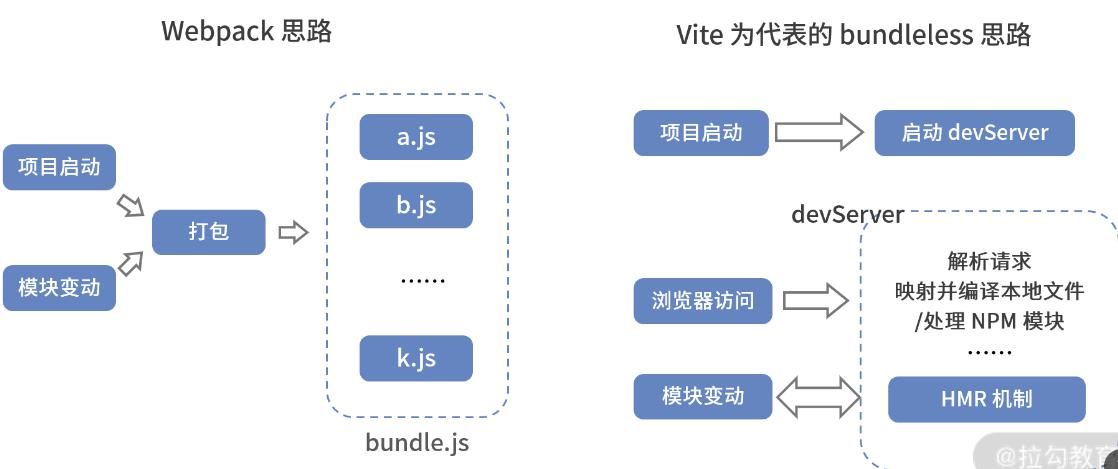 Webpack 思路
项目启动
模块变动
打包
a.js
b.js
······
k.js
bundle.js
Vite 为代表的 bundleless 思路
项目启动
启动 devServer
devServer
浏览器访问
解析请求
映射并编译本地文件
/处理 NPM 模块
······
模块变动
HMR 机制
@拉勾教育